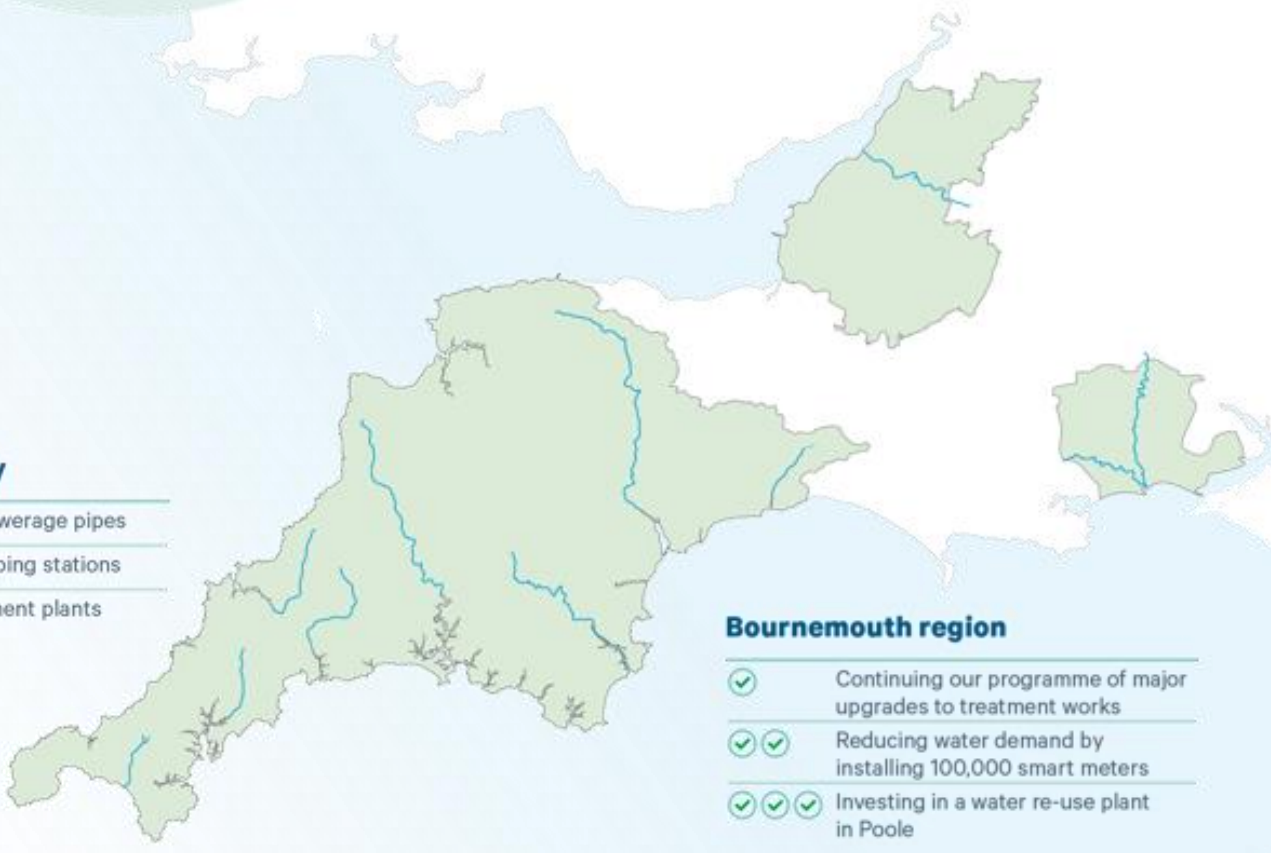 y
werage pipes
ping stations
ment plants
Bournemouth region
Continuing our programme of major
upgrades to treatment works
Reducing water demand by
installing 100,000 smart meters
Investing in a water re-use plant
in Poole